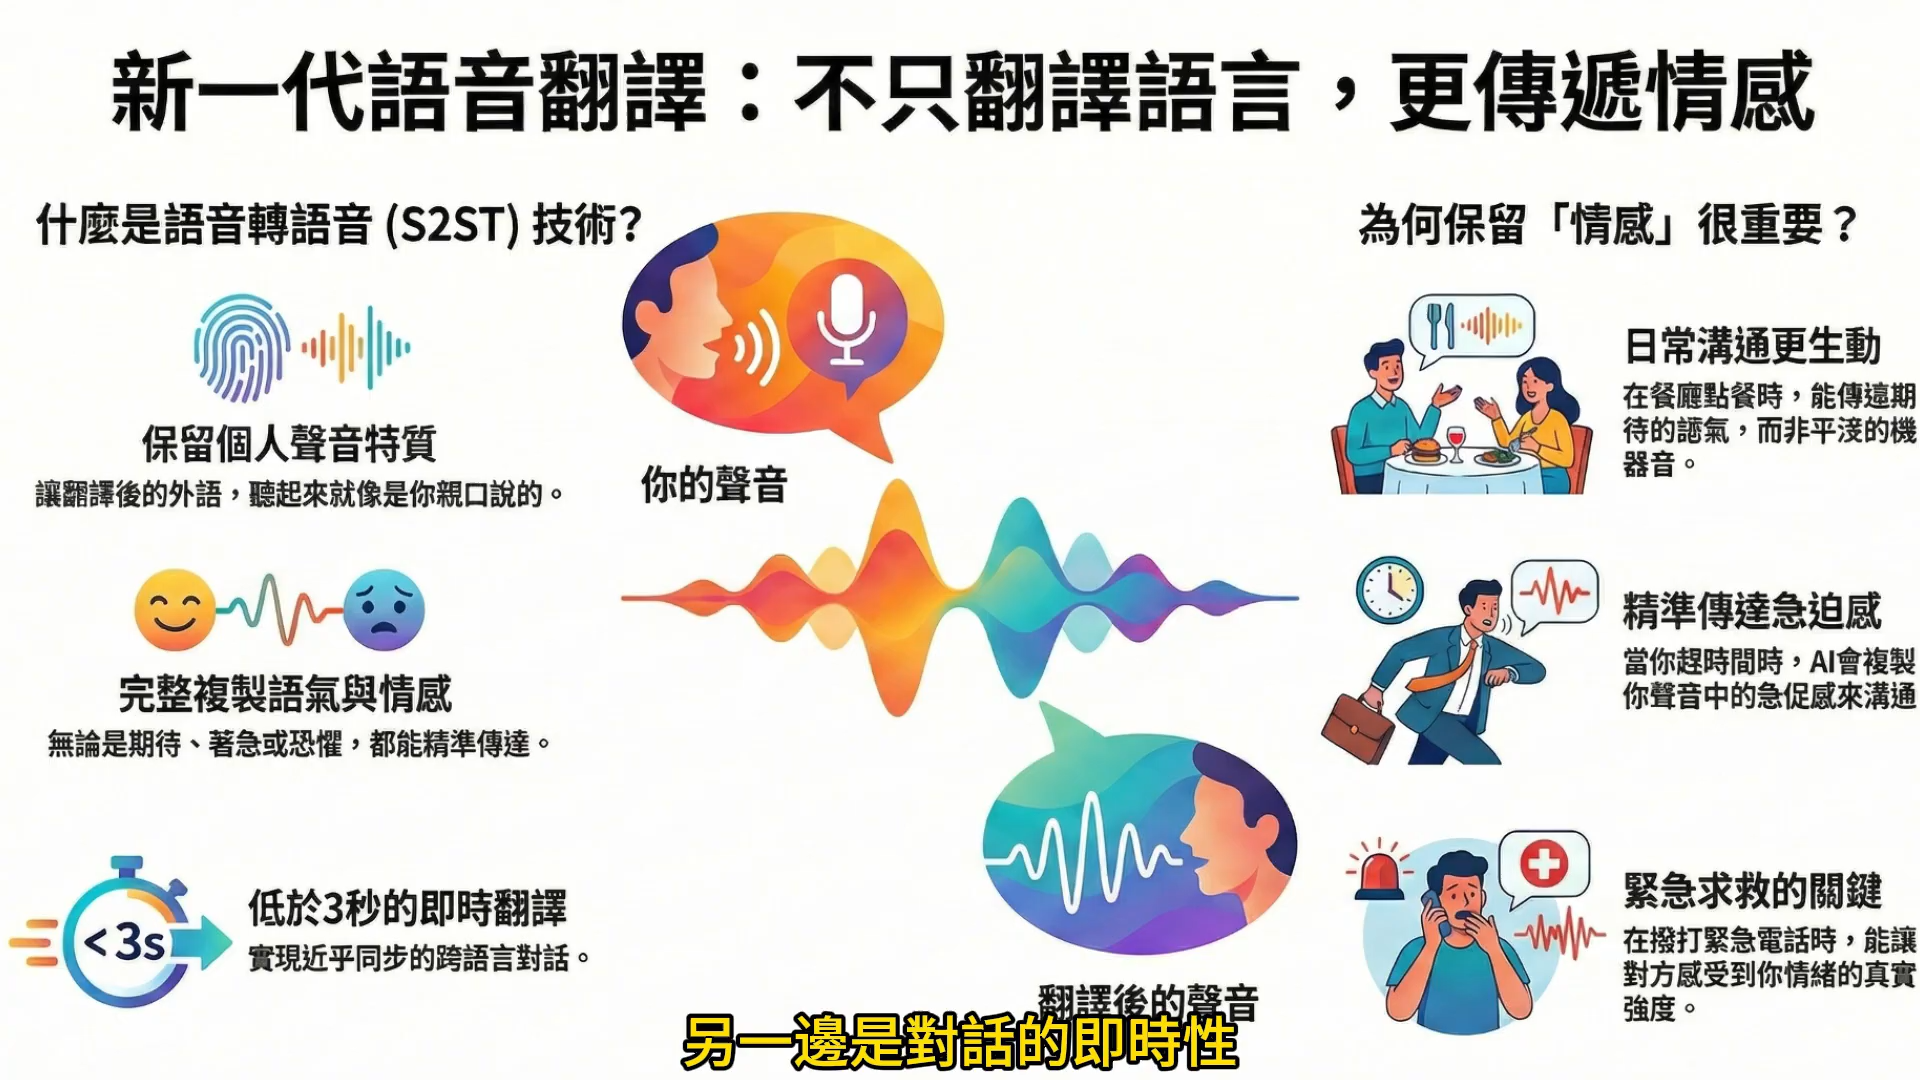 新一代語音翻譯：不只翻譯語言，更傳遞情感
什麼是語音轉語音 (S2ST) 技術？
保留個人聲音特質
讓翻譯後的外語，聽起來就像是你親口說的。
完整複製語氣與情感
無論是期待、著急或恐懼，都能精準傳達。
< 3s
低於3秒的即時翻譯
實現近乎同步的跨語言對話。
你的聲音
翻譯後的聲音
為何保留「情感」很重要？
日常溝通更生動
在餐廳點餐時，能傳達期
待的語氣，而非平淺的機
器音。
精準傳達急迫感
當你趕時間時，AI會複製
你聲音中的急促感來溝通
緊急求救的關鍵
在撥打緊急電話時，能讓
對方感受到你情緒的真實
強度。
另一邊是對話的即時性